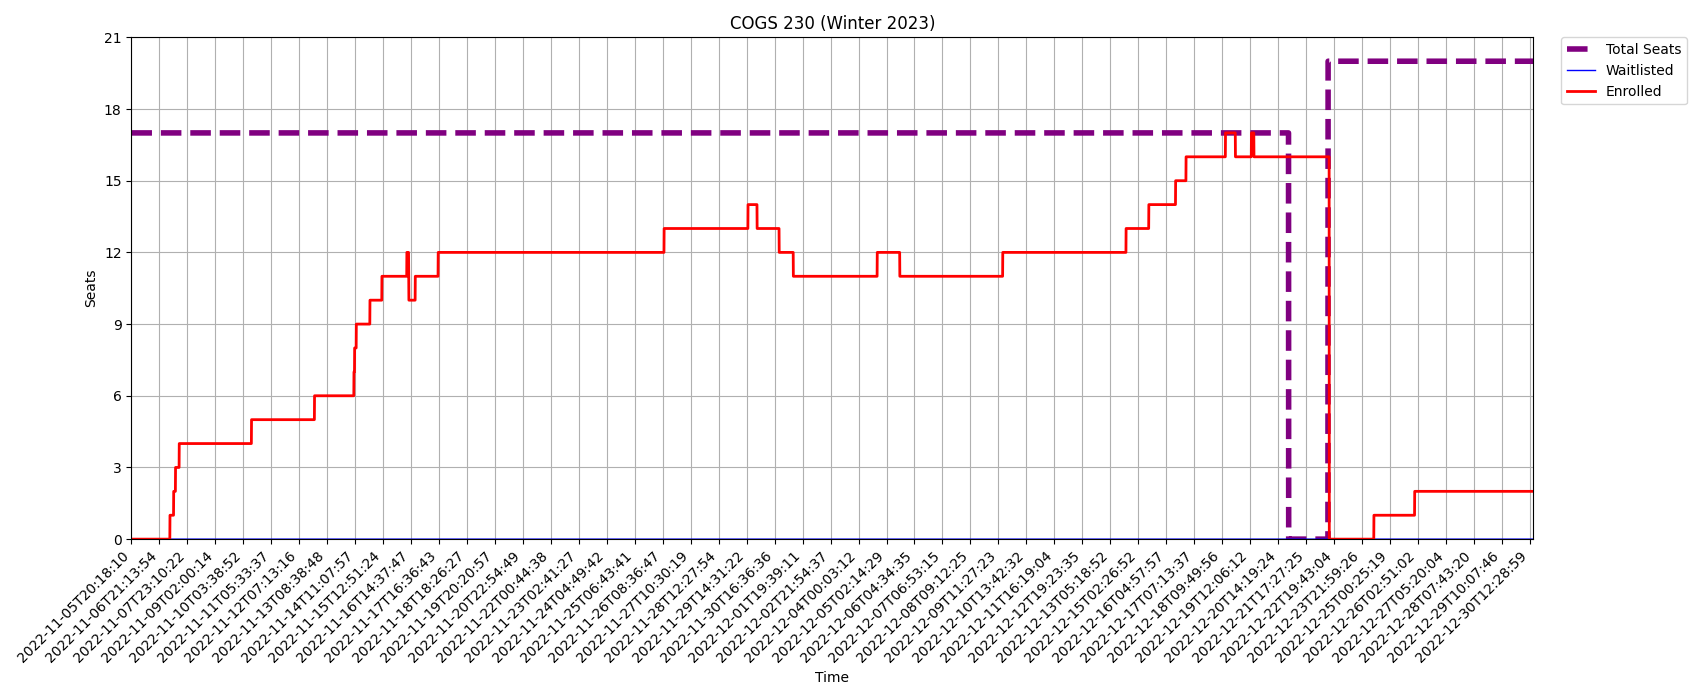 COGS 230 (Winter 2023)
Total Seats
Waitlisted
Enrolled
Seats
21
18
15
12
9
6
3
0
2022-11-05T20:18:10
2022-11-06T21:13:54
2022-11-07T23:10:22
2022-11-09T02:00:14
2022-11-10T03:38:52
2022-11-11T05:33:37
2022-11-12T07:13:16
2022-11-13T08:38:48
2022-11-14T11:07:57
2022-11-15T12:51:24
2022-11-16T14:37:47
2022-11-17T16:36:43
2022-11-18T18:26:27
2022-11-19T20:20:57
2022-11-20T22:54:49
2022-11-22T00:44:38
2022-11-23T02:41:27
2022-11-24T04:49:42
2022-11-25T06:43:41
2022-11-26T08:36:47
2022-11-27T10:30:19
2022-11-28T12:27:54
2022-11-29T14:31:22
2022-11-30T16:36:36
2022-12-01T19:39:11
2022-12-02T21:54:37
2022-12-04T00:03:12
2022-12-05T02:14:29
2022-12-06T04:34:35
2022-12-07T06:53:15
2022-12-08T09:12:25
2022-12-09T11:27:23
2022-12-10T13:42:32
2022-12-11T16:19:04
2022-12-12T19:23:35
2022-12-13T05:18:52
2022-12-15T02:26:52
2022-12-16T04:57:57
2022-12-17T07:13:37
2022-12-18T09:49:56
2022-12-19T12:06:12
2022-12-20T14:19:24
2022-12-21T17:27:25
2022-12-22T19:43:04
2022-12-23T21:59:26
2022-12-25T00:25:19
2022-12-26T02:51:02
2022-12-27T05:20:04
2022-12-28T07:43:20
2022-12-29T10:07:46
2022-12-30T12:28:59
Time